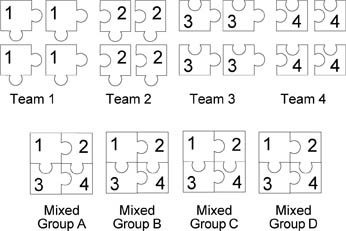 1 1 2 2 3 3 4 4
1 1 2 2 3 3 4 4
Team 1 Team 2 Team 3 Team 4
1 2 1 2 1 2 1 2
3 4 3 4 3 4 3 4
Mixed Mixed Mixed Mixed
Group A Group B Group C Group D